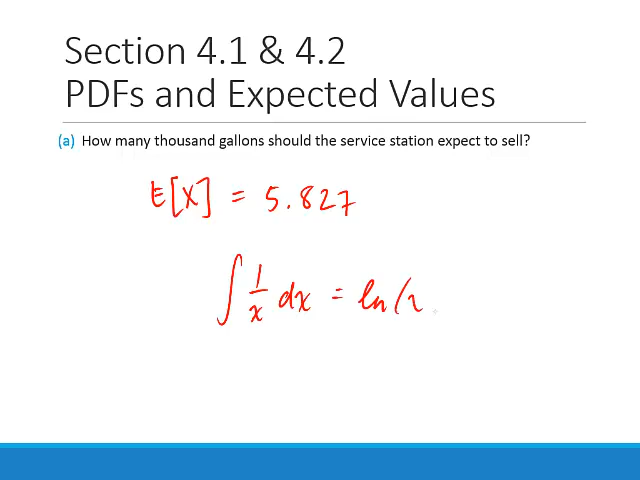 Section 4.1 & 4.2
PDFs and Expected Values
(a) How many thousand gallons should the service station expect to sell?
E[X] = 5.827
∫ 1/x dx = ln(